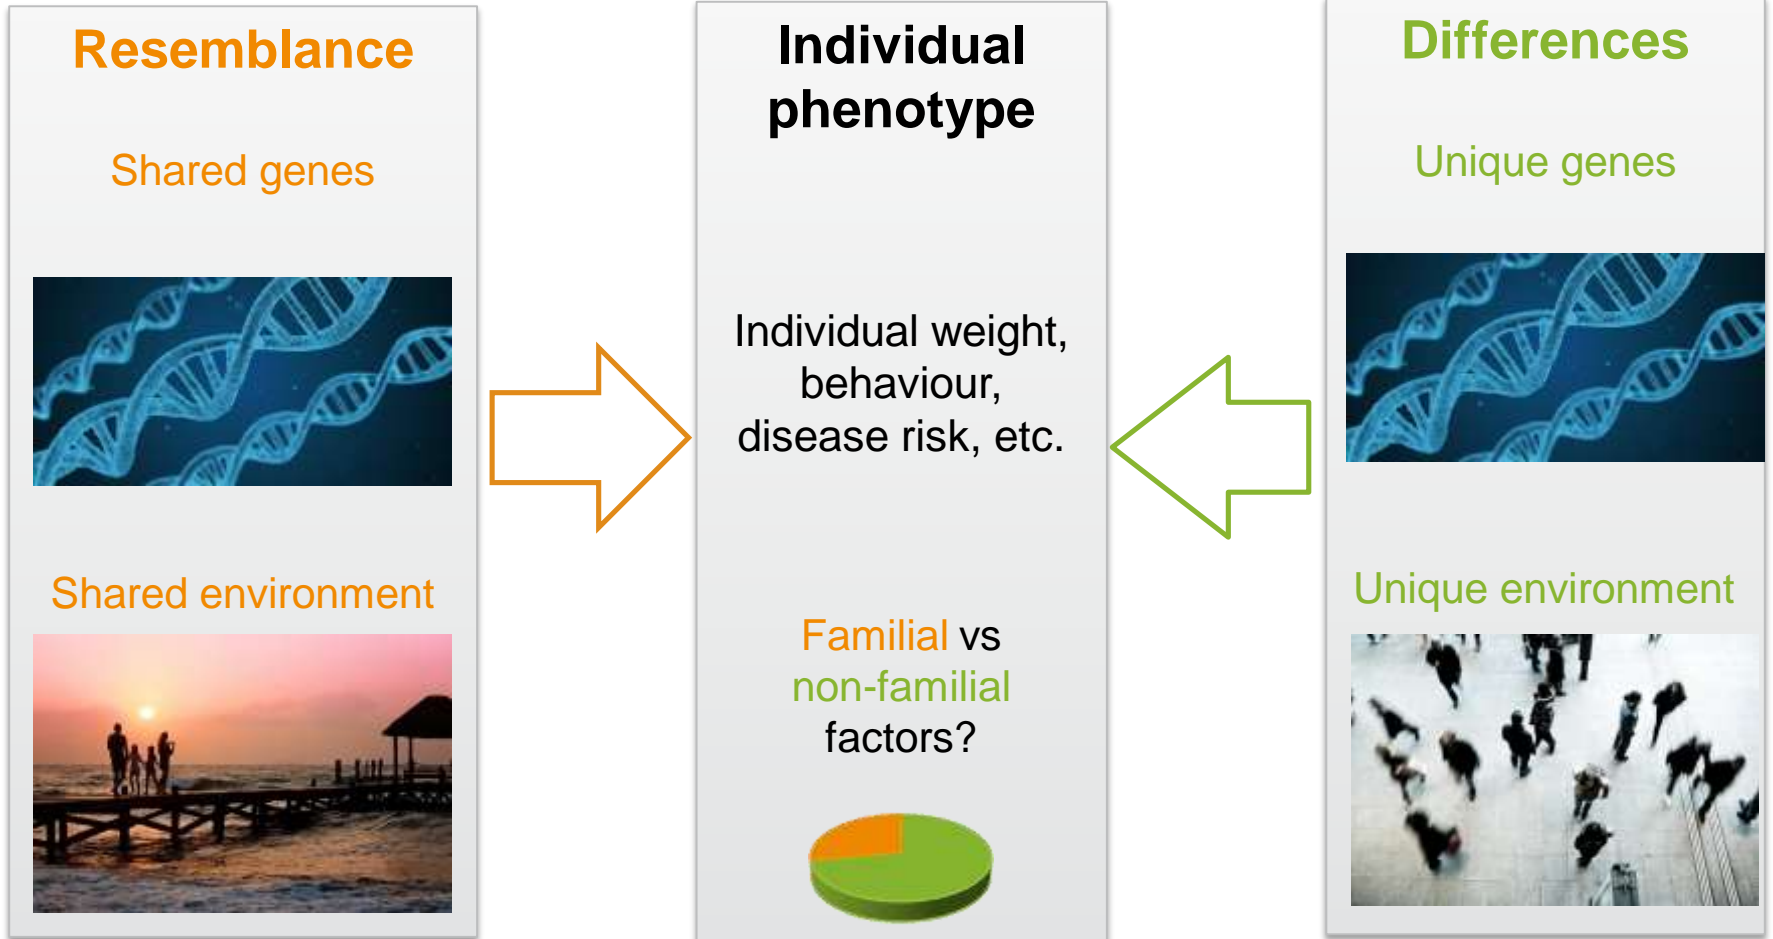 Resemblance
Shared genes
Shared environment
Individual
phenotype
Individual weight,
behaviour,
disease risk, etc.
Familial vs
non-familial
factors?
Differences
Unique genes
Unique environment